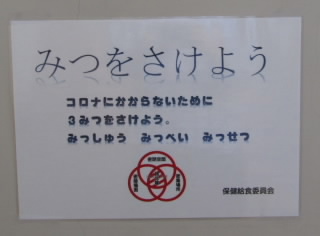 みつをさけよう
コロナにかからないために
3みつをさけよう。
みっしゅう　みっぺい　みっせつ
保健給食委員会